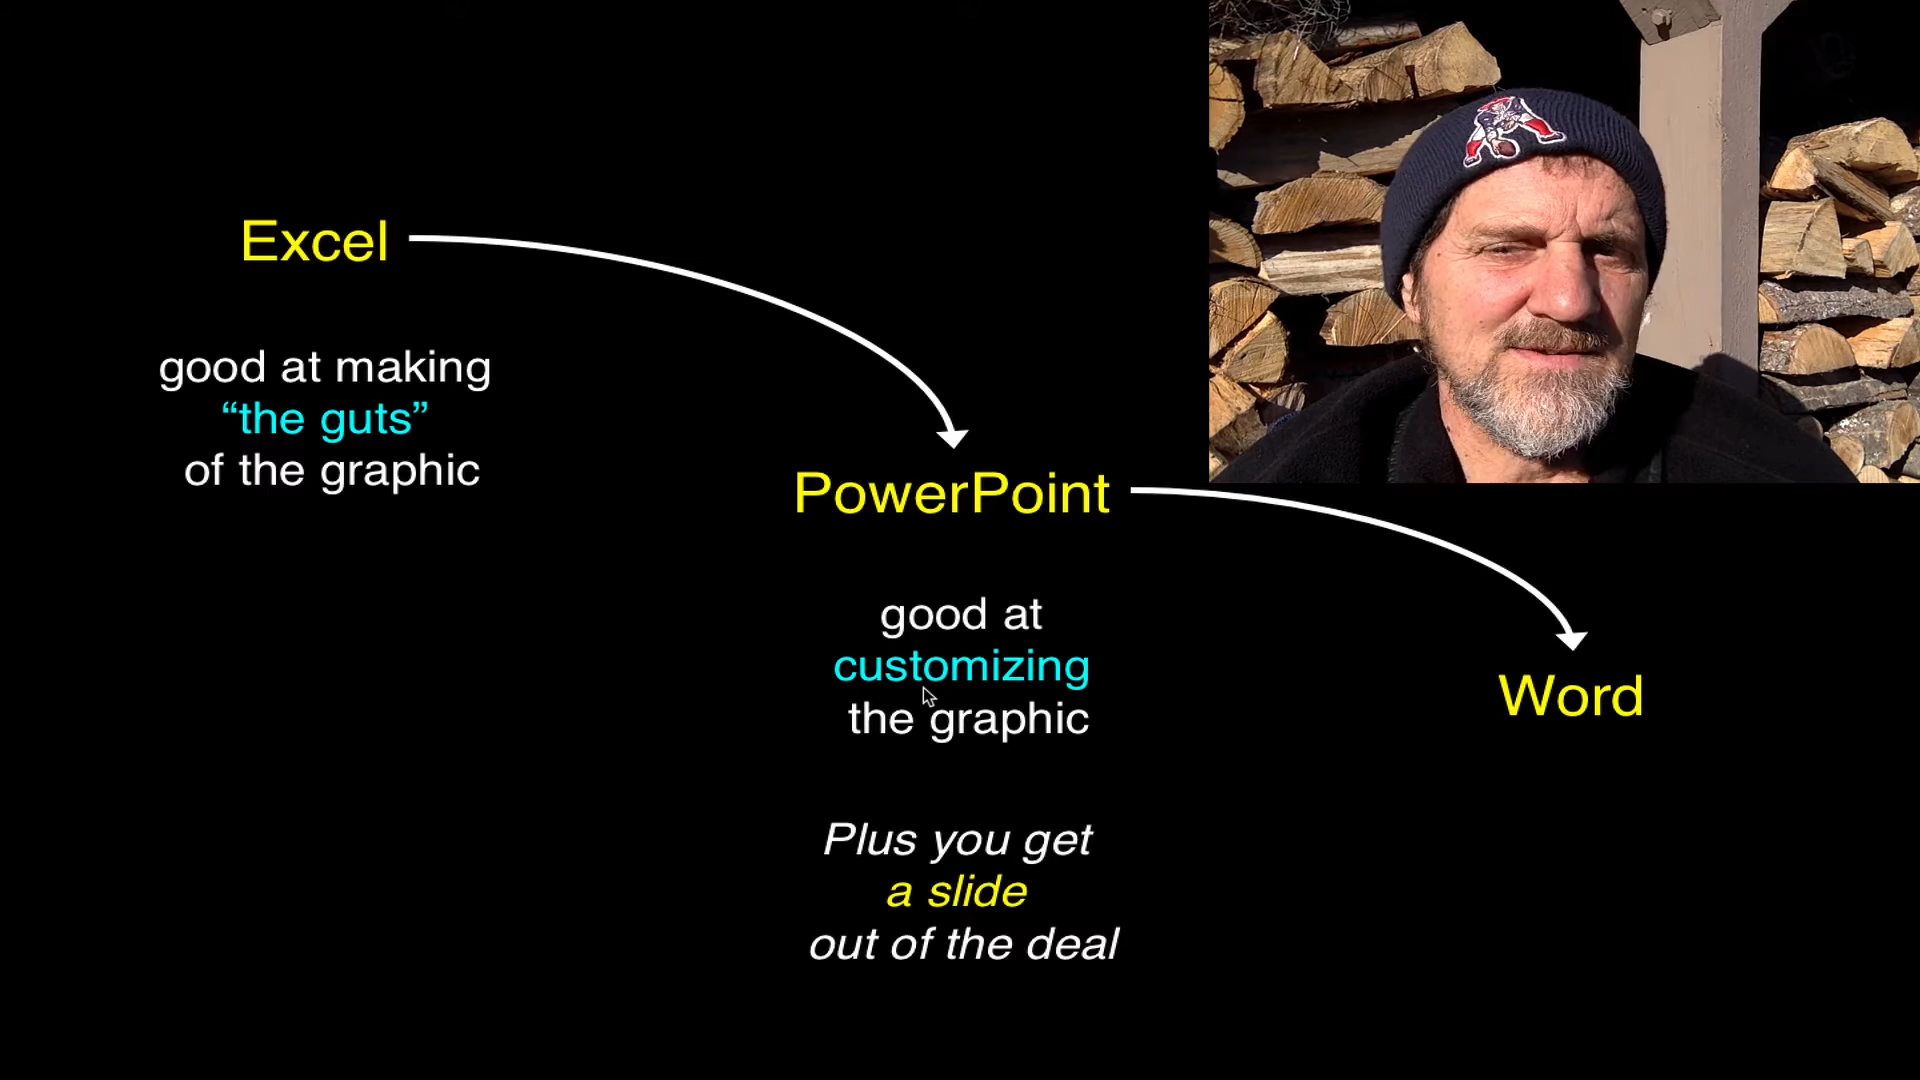 Excel
good at making
“the guts”
of the graphic
PowerPoint
good at
customizing
the graphic
Plus you get
a slide
out of the deal
Word